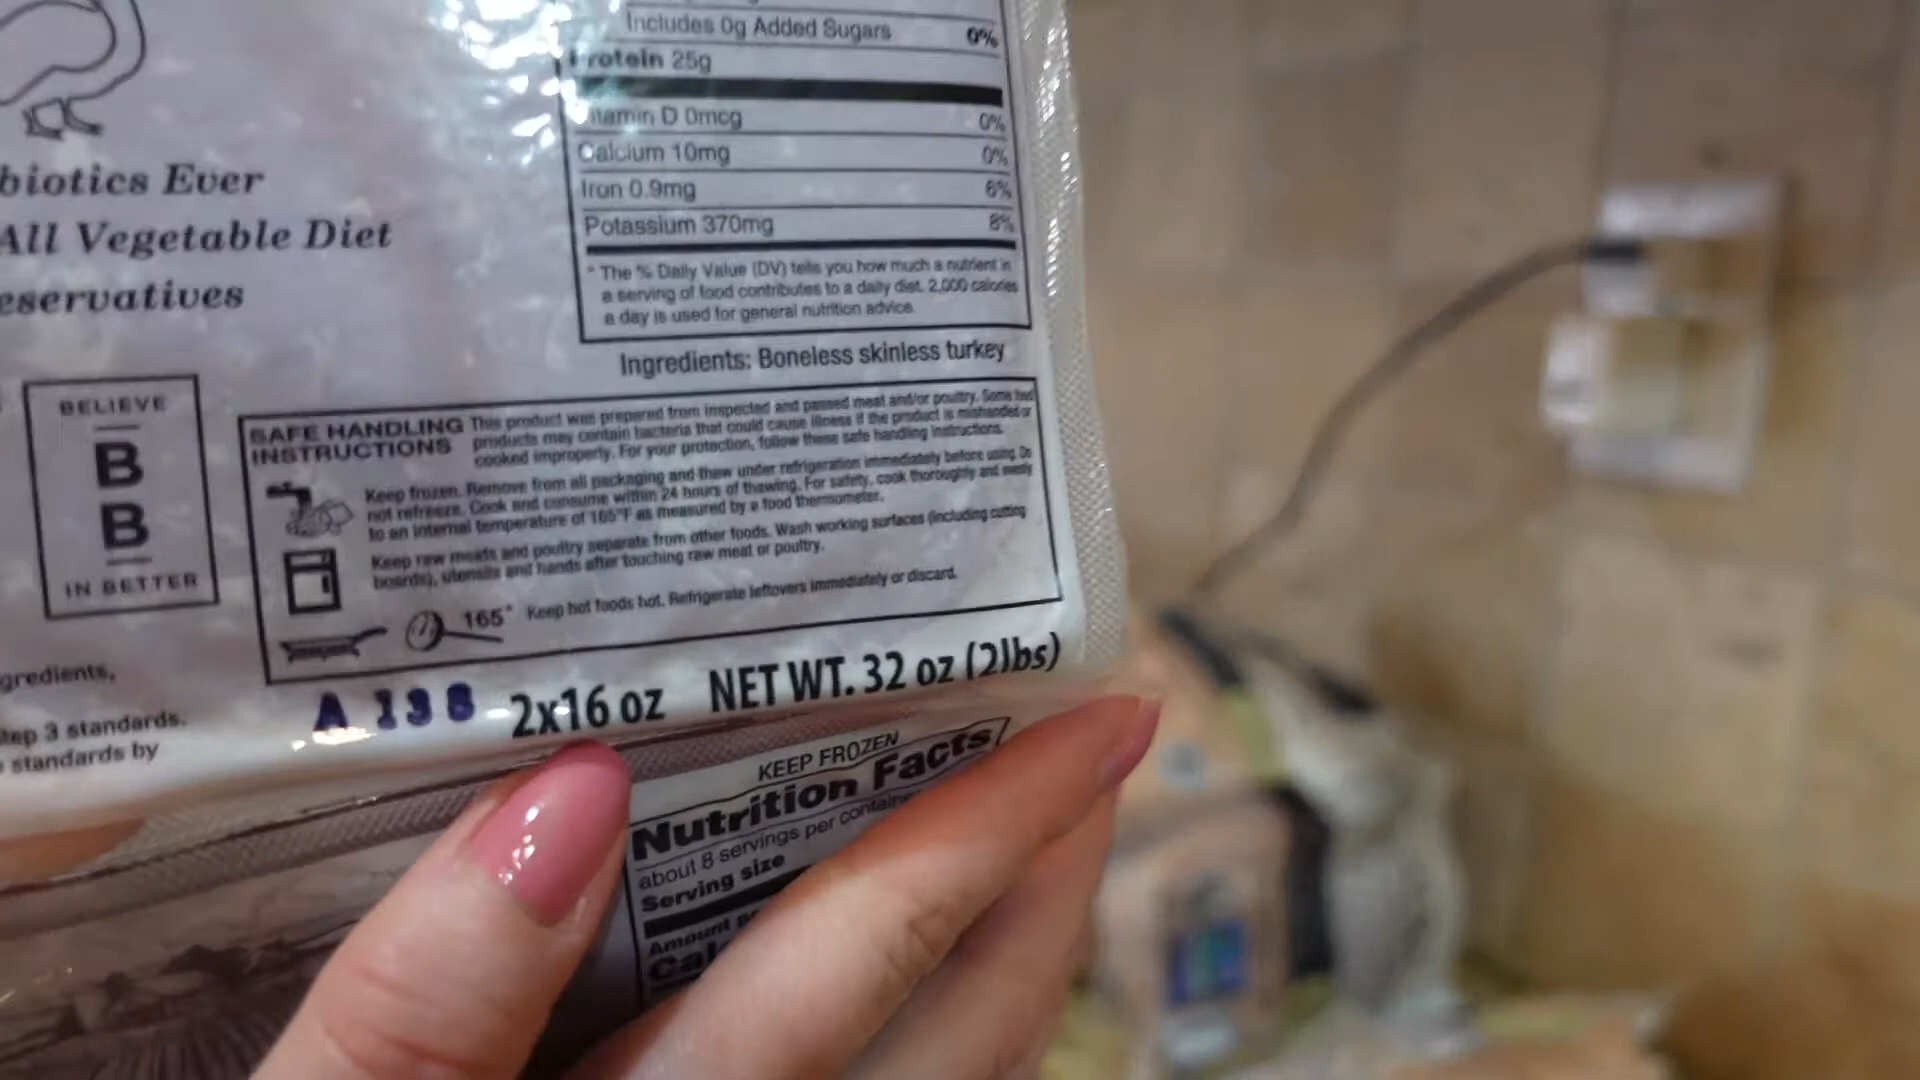 Includes 0g Added Sugars 0%
Protein 25g
Vitamin D 0mcg 0%
Calcium 10mg 0%
Iron 0.9mg 6%
Potassium 370mg 8%
* The % Daily Value (DV) tells you how much a nutrient in
a serving of food contributes to a daily diet. 2,000 calories
a day is used for general nutrition advice.
Ingredients: Boneless skinless turkey
biotics Ever
All Vegetable Diet
eservatives
BELIEVE
B
B
IN BETTER
SAFE HANDLING
INSTRUCTIONS
This product was prepared from inspected and passed meat and/or poultry. Some food
products may contain bacteria that could cause illness if the product is mishandled or
cooked improperly. For your protection, follow these safe handling instructions.
Keep frozen. Remove from all packaging and thaw under refrigeration immediately before using. Do
not refreeze. Cook and consume within 24 hours of thawing. For safety, cook thoroughly and evenly
to an internal temperature of 165°F as measured by a food thermometer.
Keep raw meats and poultry separate from other foods. Wash working surfaces (including cutting
boards), utensils and hands after touching raw meat or poultry.
165° Keep hot foods hot. Refrigerate leftovers immediately or discard.
gredients,
tep 3 standards.
standards by
A 138 2x16 oz NET WT. 32 oz (2lbs)
KEEP FROZEN
Nutrition Facts
about 8 servings per container
Serving size
Amount
Cal